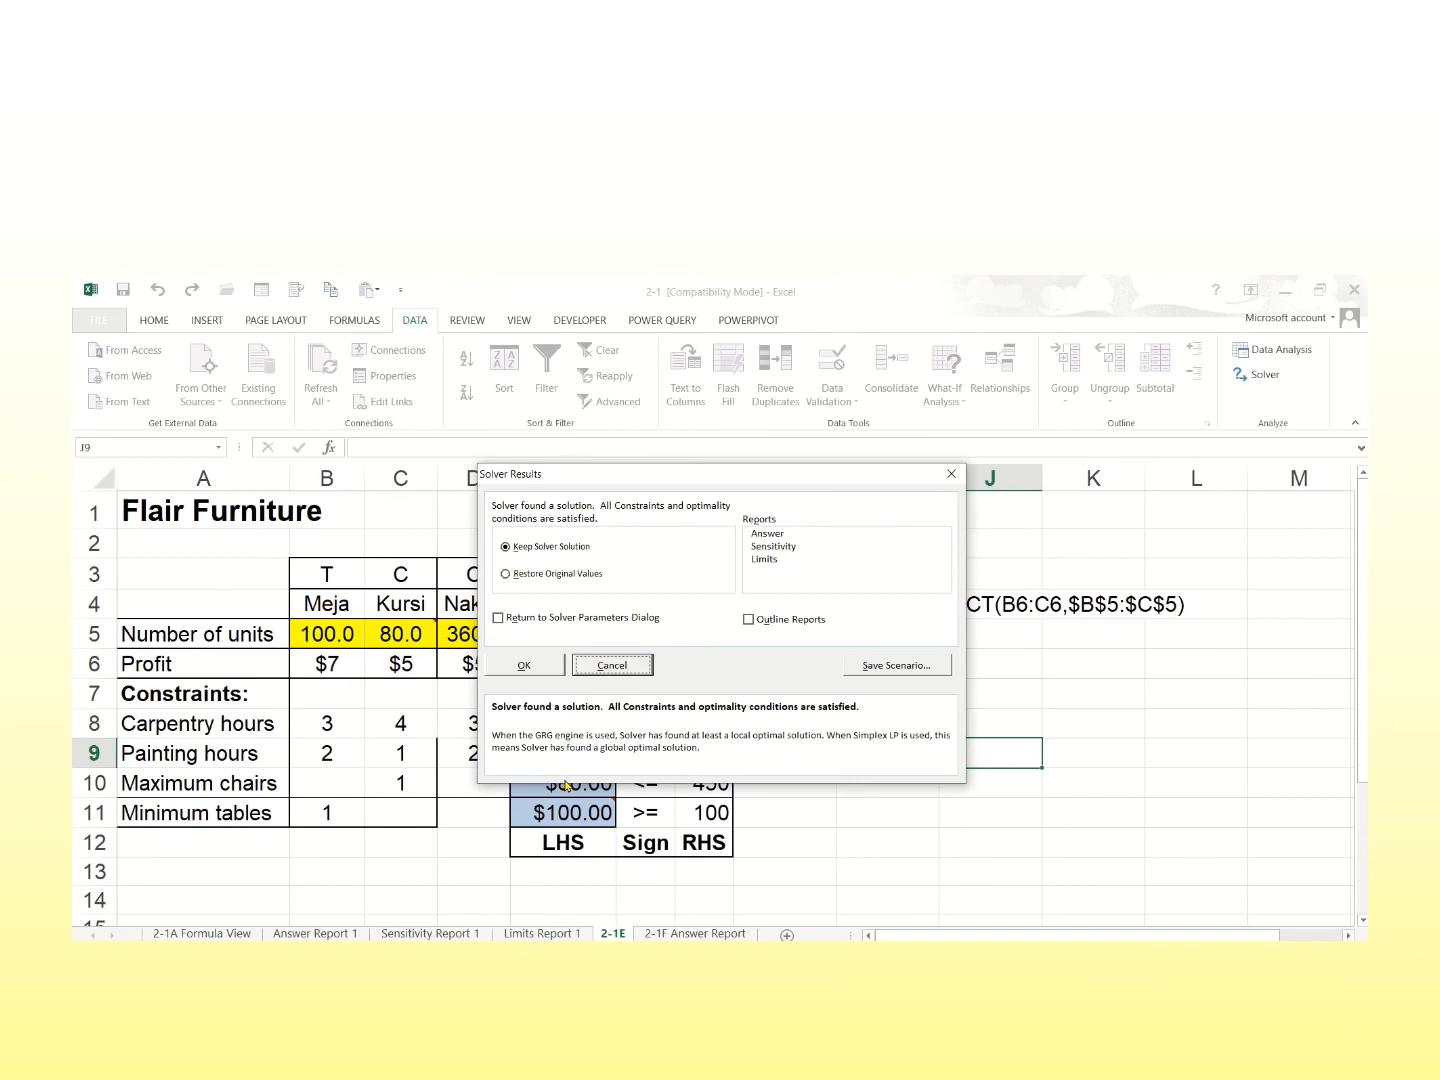 2-1 [Compatibility Mode] - Excel
?
FILE HOME INSERT PAGE LAYOUT FORMULAS DATA REVIEW VIEW DEVELOPER POWER QUERY POWERPIVOT Microsoft account
From Access
From Web
From Text
From Other Sources
Existing Connections
Get External Data
Refresh All
Connections
Properties
Edit Links
Connections
Sort
Filter
Clear
Reapply
Advanced
Sort & Filter
Text to Columns
Flash Fill
Remove Duplicates
Data Validation
Consolidate
What-If Analysis
Relationships
Data Tools
Group
Ungroup
Subtotal
Outline
Data Analysis
Solver
Analyze
J9 fx
A B C J K L M
1 Flair Furniture
2
3 T C
4 Meja Kursi CT(B6:C6,$B$5:$C$5)
5 Number of units 100.0 80.0
6 Profit $7 $5
7 Constraints:
8 Carpentry hours 3 4
9 Painting hours 2 1
10 Maximum chairs 1
11 Minimum tables 1 $100.00 >= 100
12 LHS Sign RHS
13
14
Solver Results
Solver found a solution. All Constraints and optimality
conditions are satisfied.
Keep Solver Solution
Restore Original Values
Reports
Answer
Sensitivity
Limits
Return to Solver Parameters Dialog
Outline Reports
OK Cancel Save Scenario...
Solver found a solution. All Constraints and optimality conditions are satisfied.
When the GRG engine is used, Solver has found at least a local optimal solution. When Simplex LP is used, this
means Solver has found a global optimal solution.
2-1A Formula View Answer Report 1 Sensitivity Report 1 Limits Report 1 2-1E 2-1F Answer Report